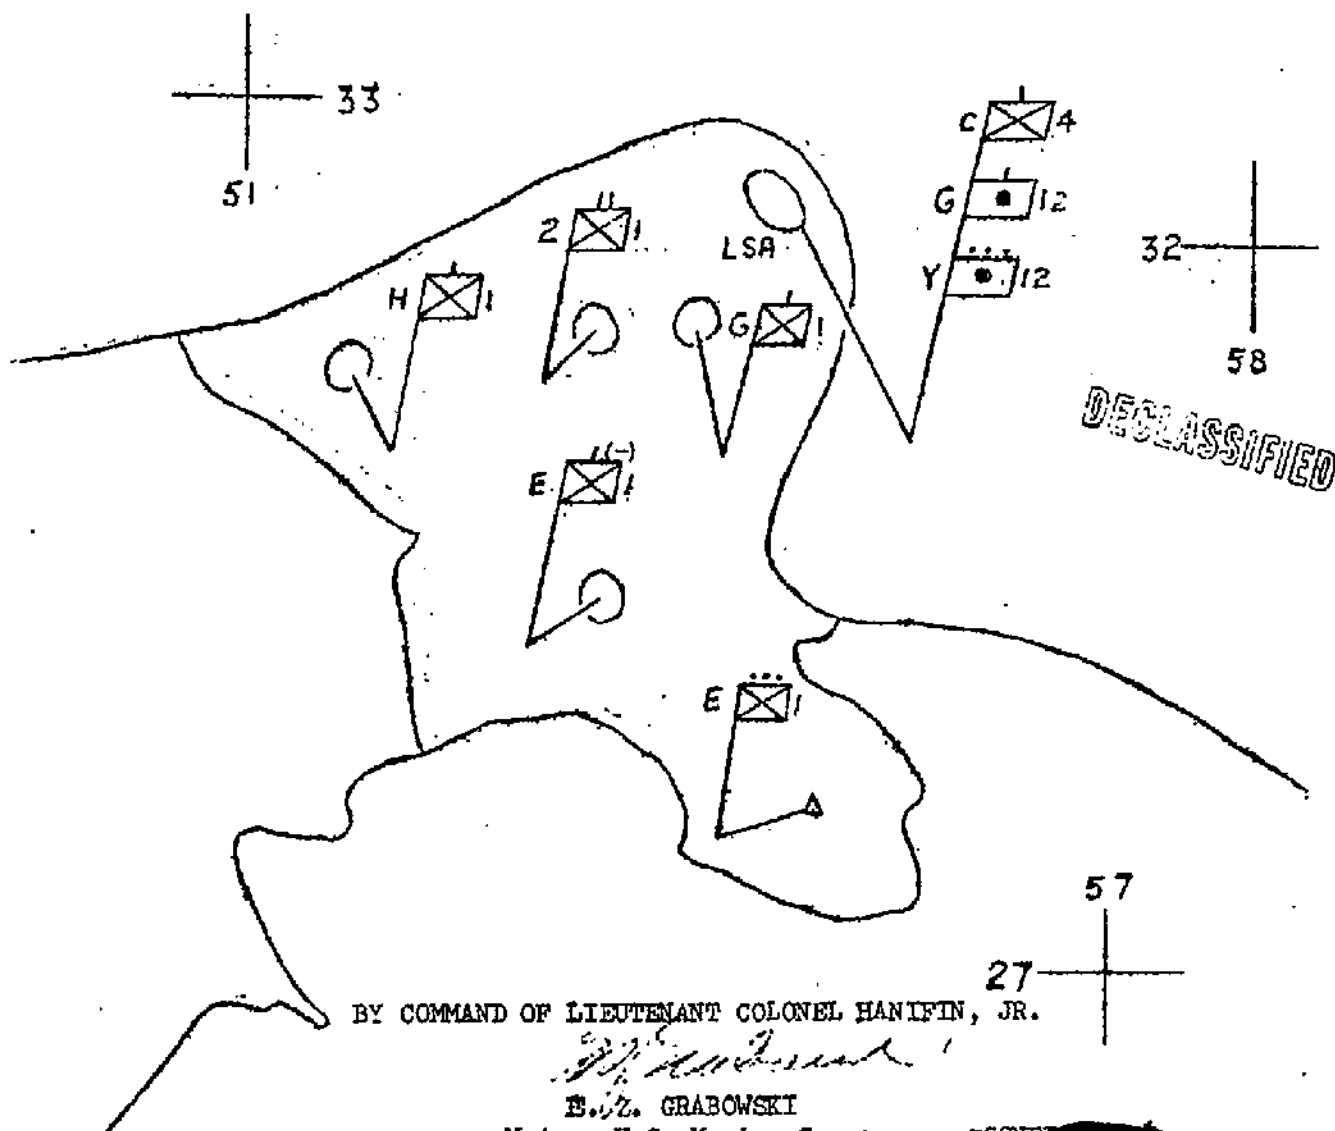 33
51
C 4
G 12
Y 12
32
58
2 1
LSA
H 1
G 1
DECLASSIFIED
E (-) 1
E 1
57
27
BY COMMAND OF LIEUTENANT COLONEL HANIFIN, JR.
GRABOWSKI